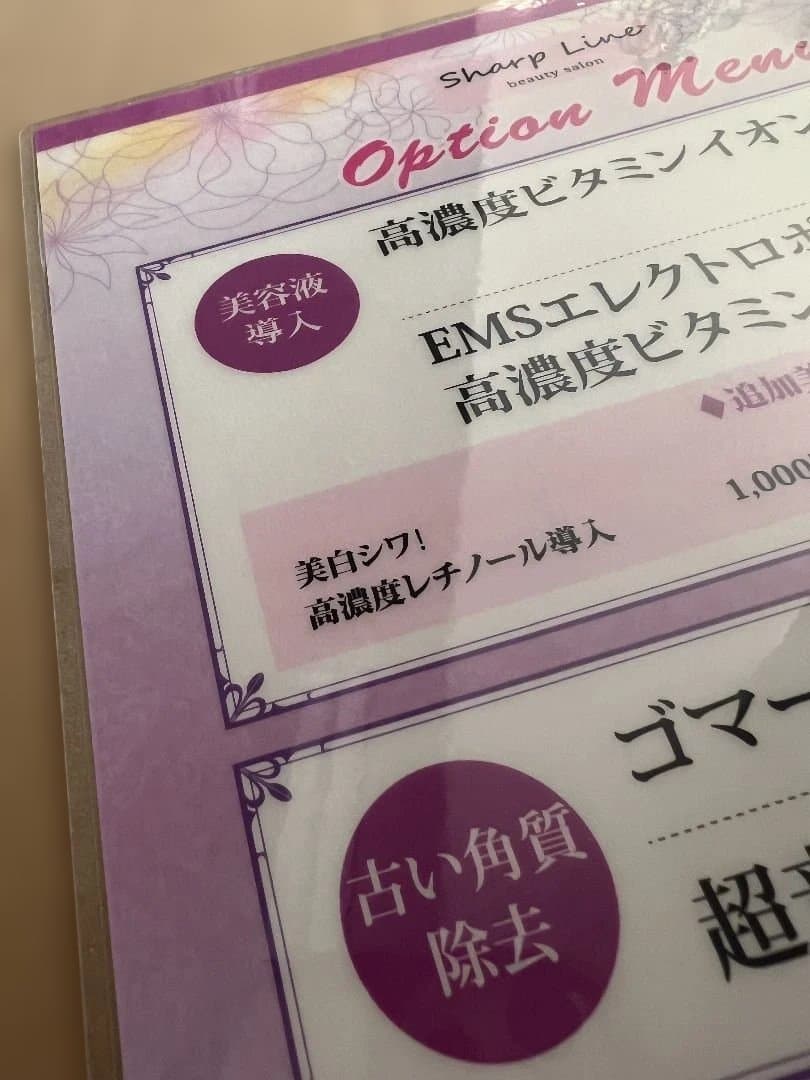 Sharp Line
beauty salon
Option Menu
高濃度ビタミンイオン
美容液
導入
EMSエレクトロポ
高濃度ビタミン
◆追加美
1,000
美白シワ!
高濃度レチノール導入
ゴマー
古い角質
除去
超音